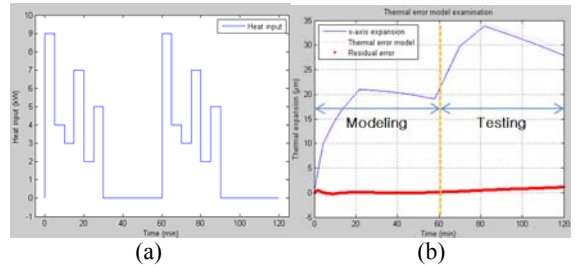 Heat input
Heat input (kW)
10
9
8
7
6
5
4
3
2
1
0
0
20
40
60
80
100
120
Time (min)
(a)
Thermal error model examination
x-axis expansion
Thermal error model
Residual error
Modeling
Testing
Thermal expansion (μm)
40
35
30
25
20
15
10
5
0
-5
-10
0
20
40
60
80
100
120
Time (min)
(b)